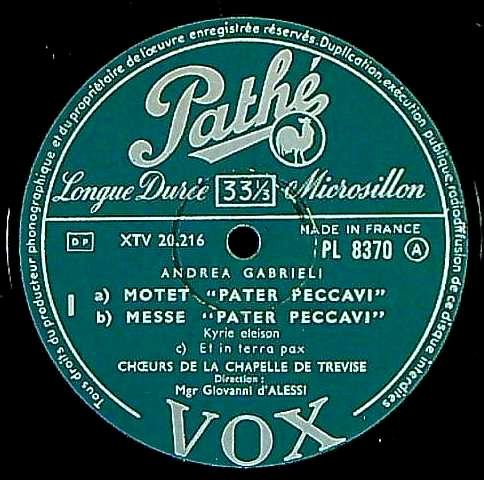 Tous droits du producteur phonographique et du propriétaire de l'œuvre enregistrée réservés. Duplication, exécution publique, radiodiffusion de ce disque interdites
Pathé
Longue Durée 33 1/3 Microsillon
MADE IN FRANCE
DP XTV 20.216 PL 8370 A
ANDREA GABRIELI
I a) MOTET "PATER PECCAVI"
b) MESSE "PATER PECCAVI"
Kyrie eleison
c) Et in terra pax
CHŒURS DE LA CHAPELLE DE TREVISE
Direction :
Mgr Giovanni d'ALESSI
VOX